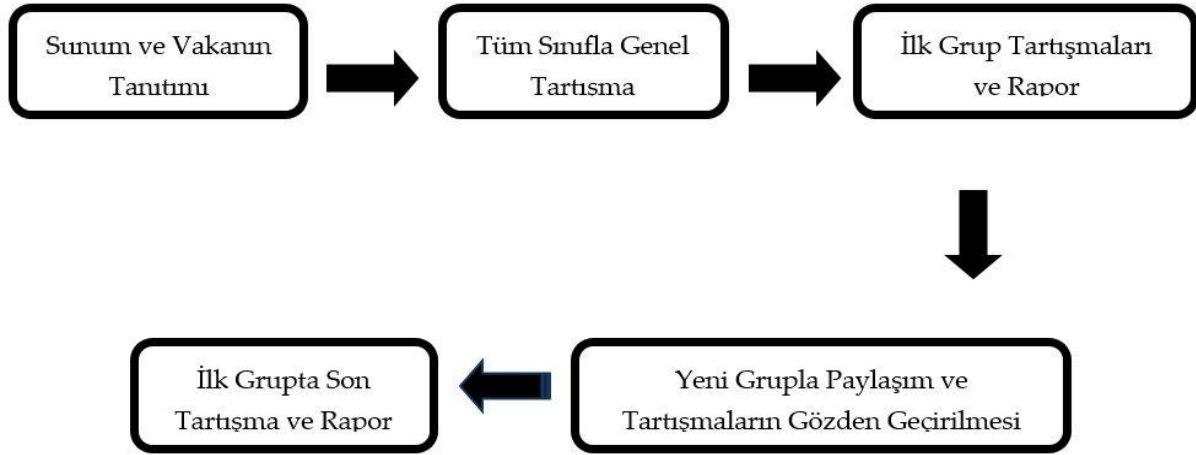 Sunum ve Vakanın
Tanıtımı
Tüm Sınıfla Genel
Tartışma
İlk Grup Tartışmaları
ve Rapor
Yeni Grupla Paylaşım ve
Tartışmaların Gözden Geçirilmesi
İlk Grupta Son
Tartışma ve Rapor